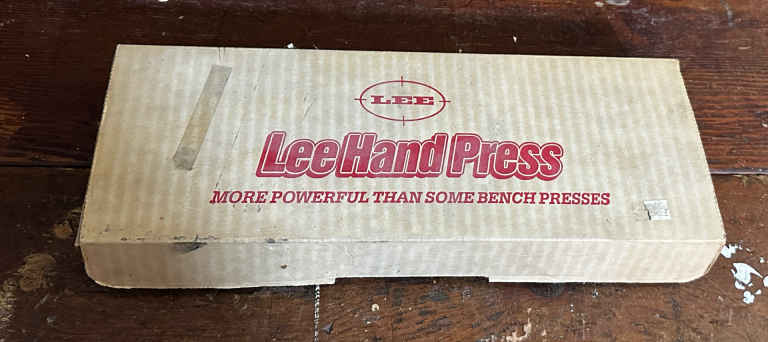 LEE
Lee Hand Press
MORE POWERFUL THAN SOME BENCH PRESSES